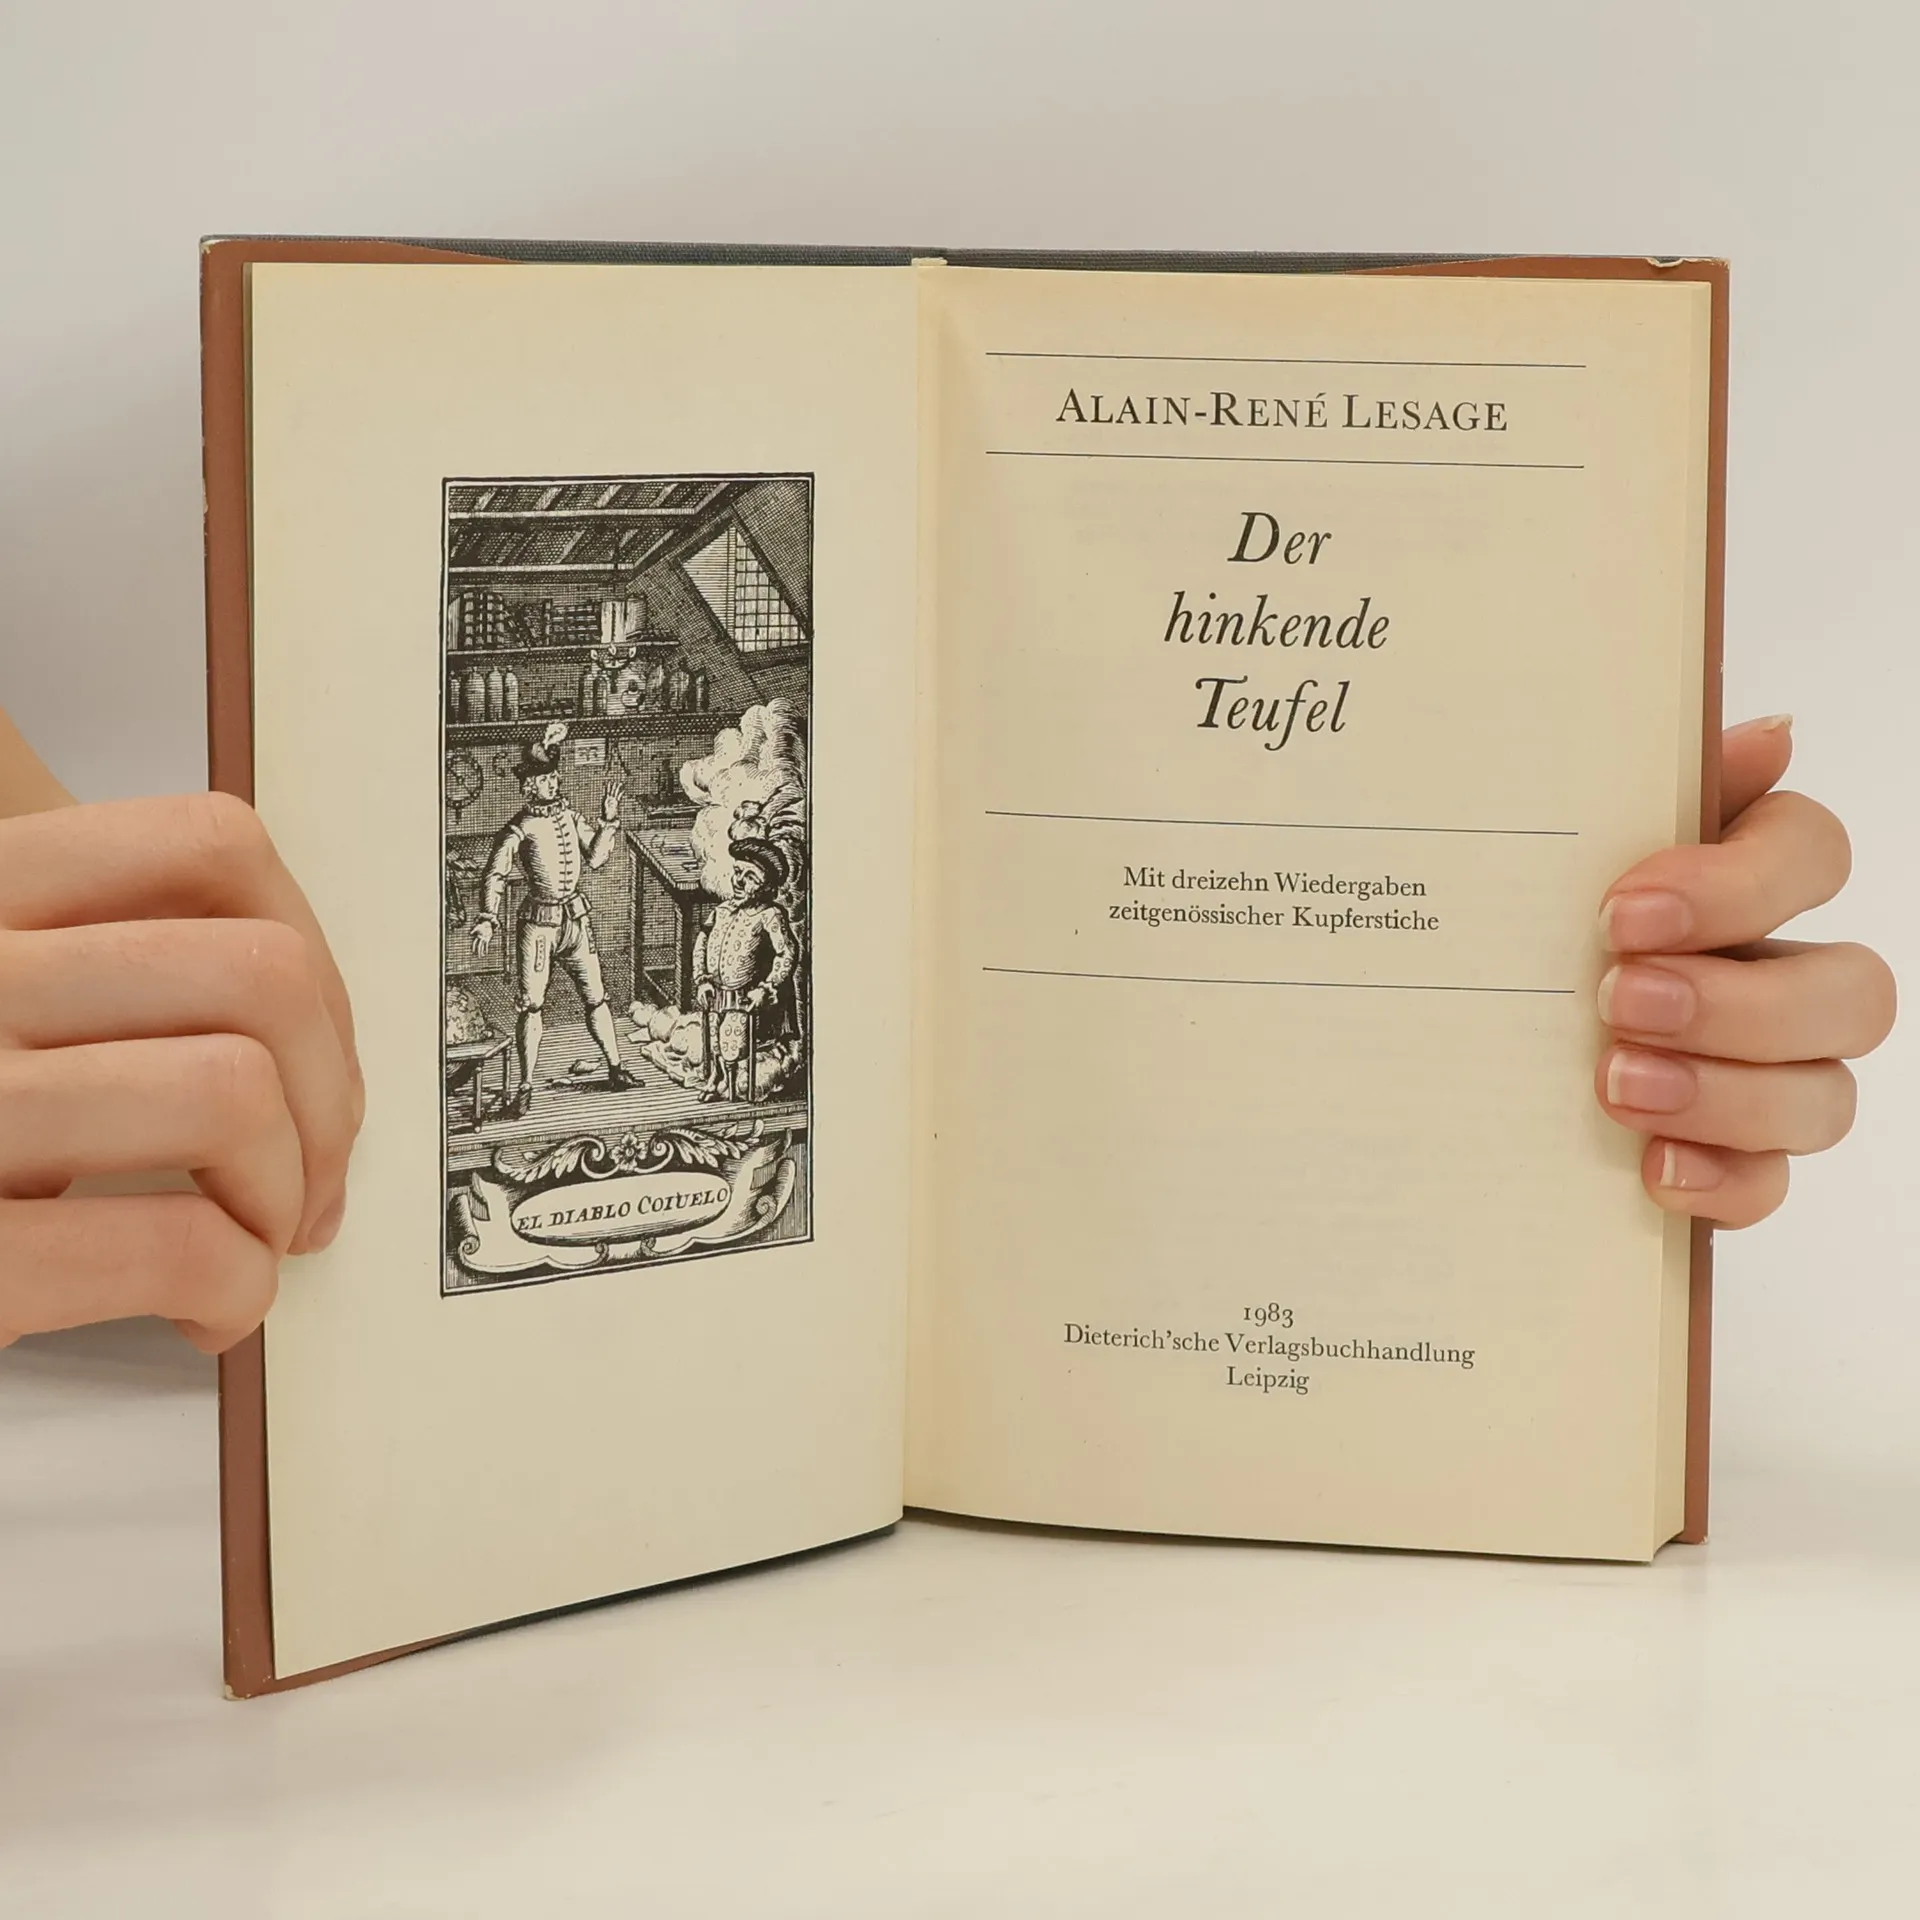 EL DIABLO COIUELO
ALAIN-RENÉ LESAGE
Der
hinkende
Teufel
Mit dreizehn Wiedergaben
zeitgenössischer Kupferstiche
1983
Dieterich'sche Verlagsbuchhandlung
Leipzig